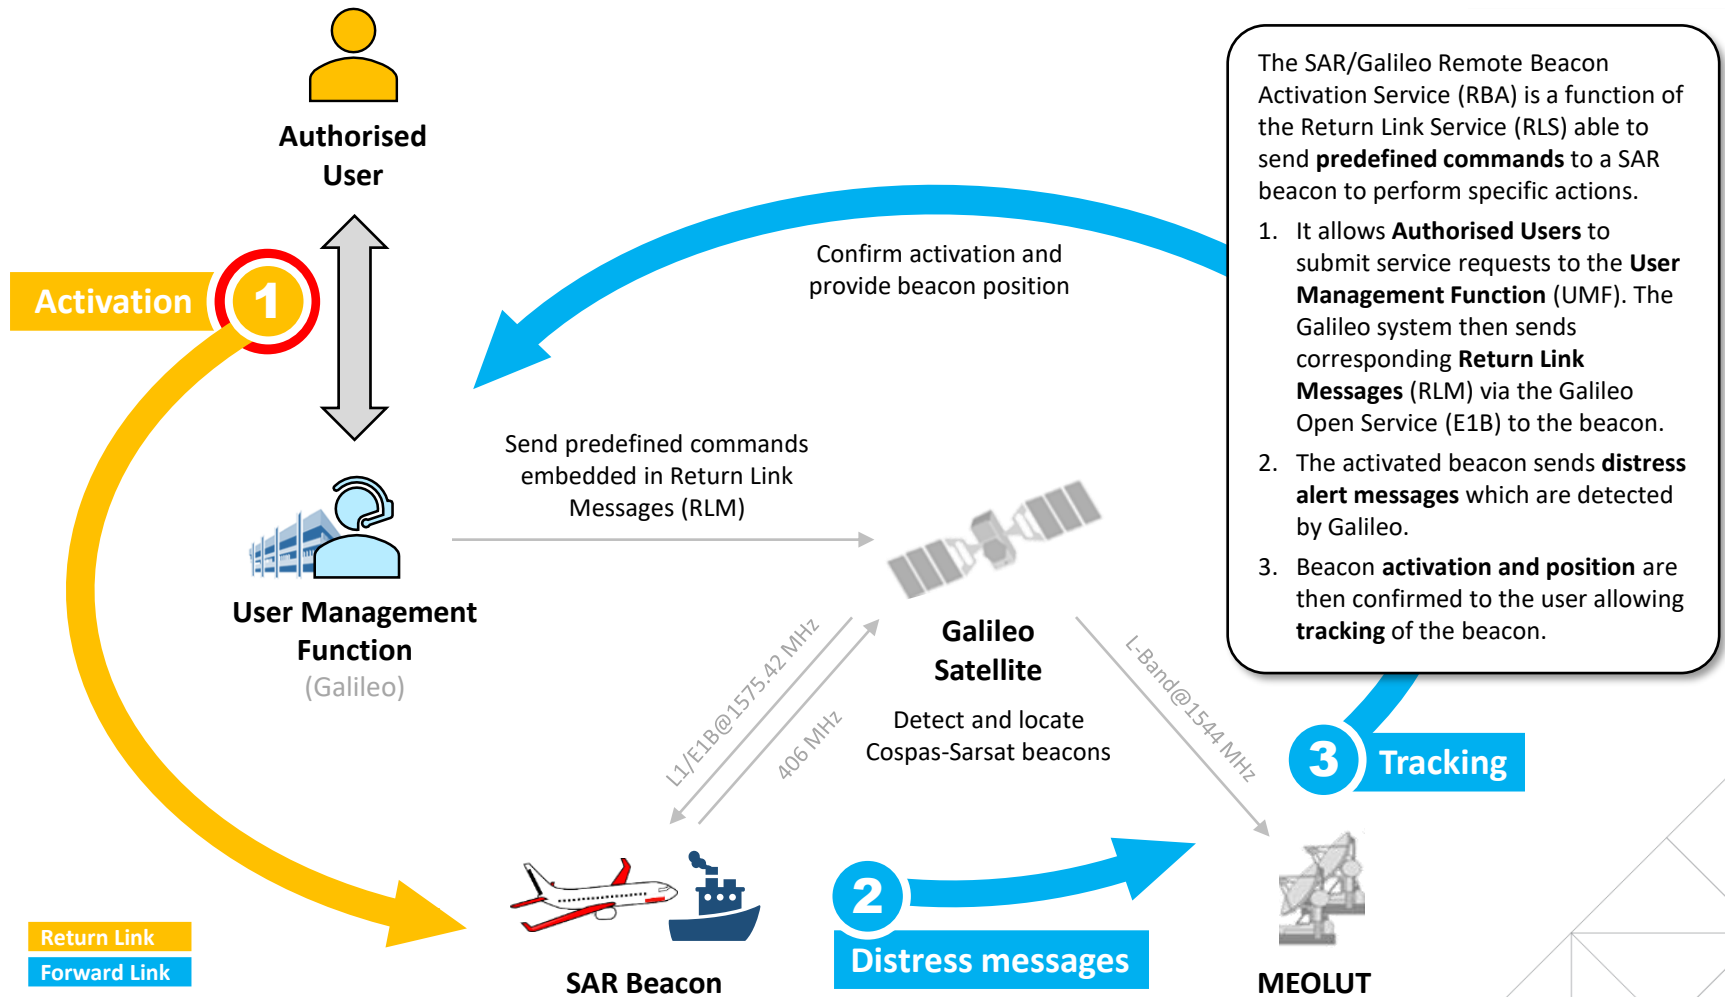 Authorised
User
Activation
1
Confirm activation and
provide beacon position
Send predefined commands
embedded in Return Link
Messages (RLM)
User Management
Function
(Galileo)
Galileo
Satellite
Detect and locate
Cospas-Sarsat beacons
L1/E1B@1575.42 MHz
406 MHz
L-Band@1544 MHz
The SAR/Galileo Remote Beacon
Activation Service (RBA) is a function of
the Return Link Service (RLS) able to
send predefined commands to a SAR
beacon to perform specific actions.
1. It allows Authorised Users to
submit service requests to the User
Management Function (UMF). The
Galileo system then sends
corresponding Return Link
Messages (RLM) via the Galileo
Open Service (E1B) to the beacon.
2. The activated beacon sends distress
alert messages which are detected
by Galileo.
3. Beacon activation and position are
then confirmed to the user allowing
tracking of the beacon.
3
Tracking
2
Distress messages
SAR Beacon
MEOLUT
Return Link
Forward Link